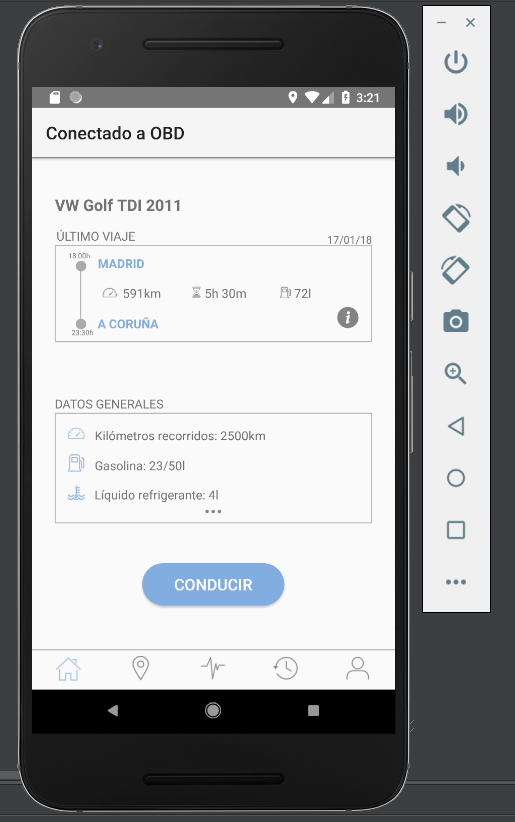 3:21
Conectado a OBD
VW Golf TDI 2011
ÚLTIMO VIAJE
17/01/18
18:00h
MADRID
591km
5h 30m
72l
A CORUÑA
23:30h
DATOS GENERALES
Kilómetros recorridos: 2500km
Gasolina: 23/50l
Líquido refrigerante: 4l
CONDUCIR